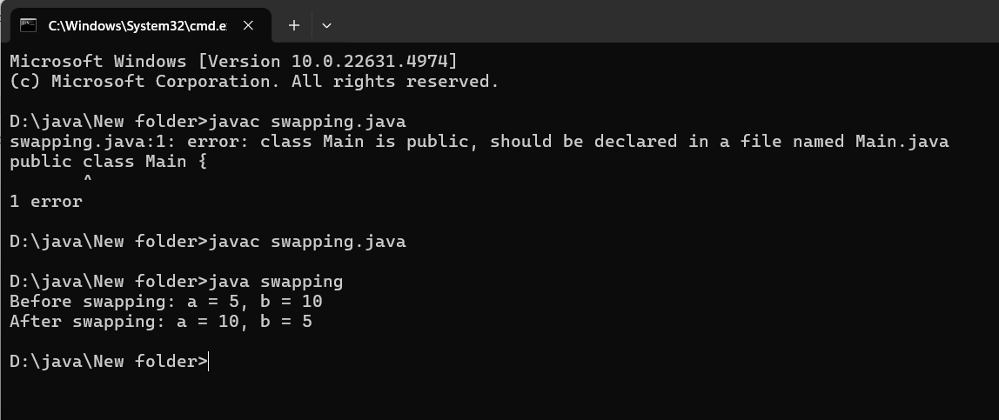 C:\Windows\System32\cmd.e
Microsoft Windows [Version 10.0.22631.4974]
(c) Microsoft Corporation. All rights reserved.
D:\java\New folder>javac swapping.java
swapping.java:1: error: class Main is public, should be declared in a file named Main.java
public class Main {
       ^
1 error
D:\java\New folder>javac swapping.java
D:\java\New folder>java swapping
Before swapping: a = 5, b = 10
After swapping: a = 10, b = 5
D:\java\New folder>